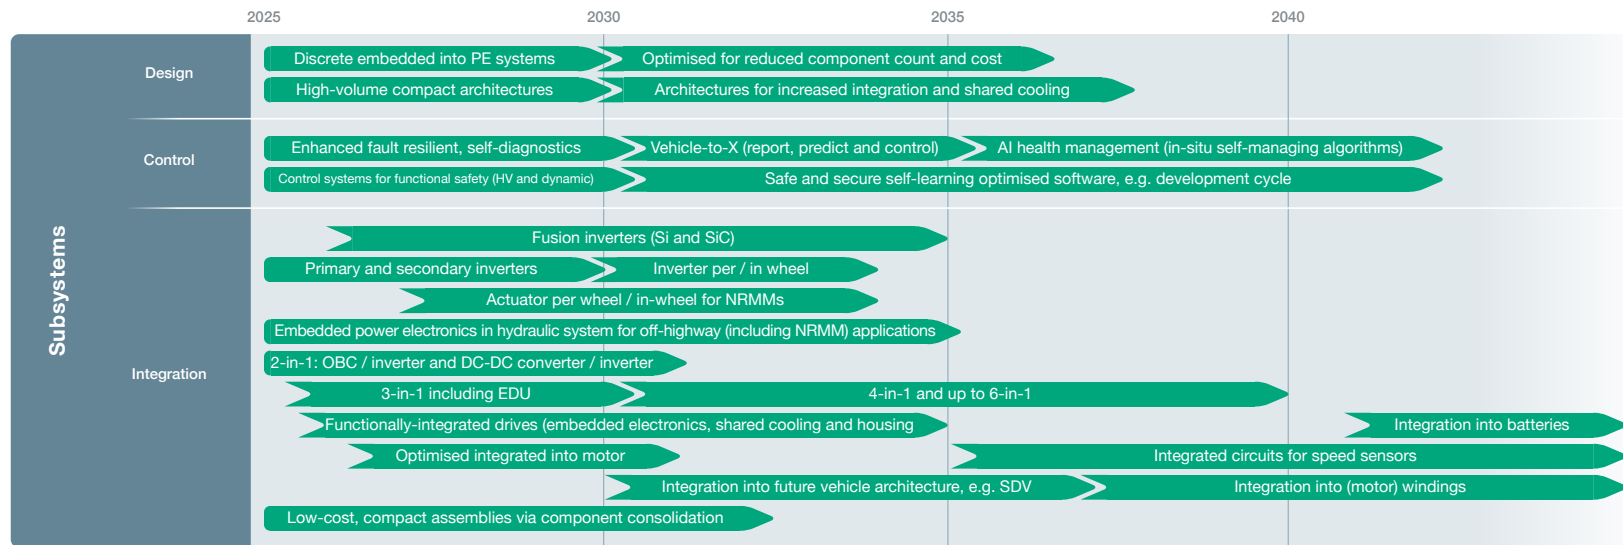 2025 2030 2035 2040
Subsystems
Design
Discrete embedded into PE systems
Optimised for reduced component count and cost
High-volume compact architectures
Architectures for increased integration and shared cooling
Control
Enhanced fault resilient, self-diagnostics
Vehicle-to-X (report, predict and control)
AI health management (in-situ self-managing algorithms)
Control systems for functional safety (HV and dynamic)
Safe and secure self-learning optimised software, e.g. development cycle
Integration
Fusion inverters (Si and SiC)
Primary and secondary inverters
Inverter per / in wheel
Actuator per wheel / in-wheel for NRMMs
Embedded power electronics in hydraulic system for off-highway (including NRMM) applications
2-in-1: OBC / inverter and DC-DC converter / inverter
3-in-1 including EDU
4-in-1 and up to 6-in-1
Functionally-integrated drives (embedded electronics, shared cooling and housing
Integration into batteries
Optimised integrated into motor
Integrated circuits for speed sensors
Integration into future vehicle architecture, e.g. SDV
Integration into (motor) windings
Low-cost, compact assemblies via component consolidation